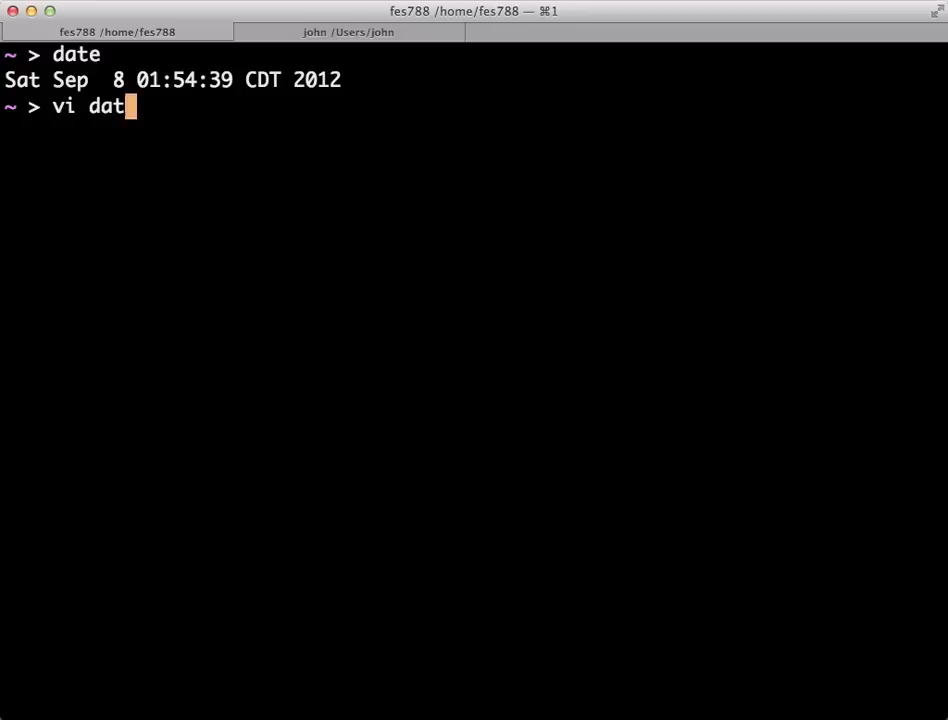 fes788 /home/fes788 — ⌘1
fes788 /home/fes788 john /Users/john
~ > date
Sat Sep  8 01:54:39 CDT 2012
~ > vi dat